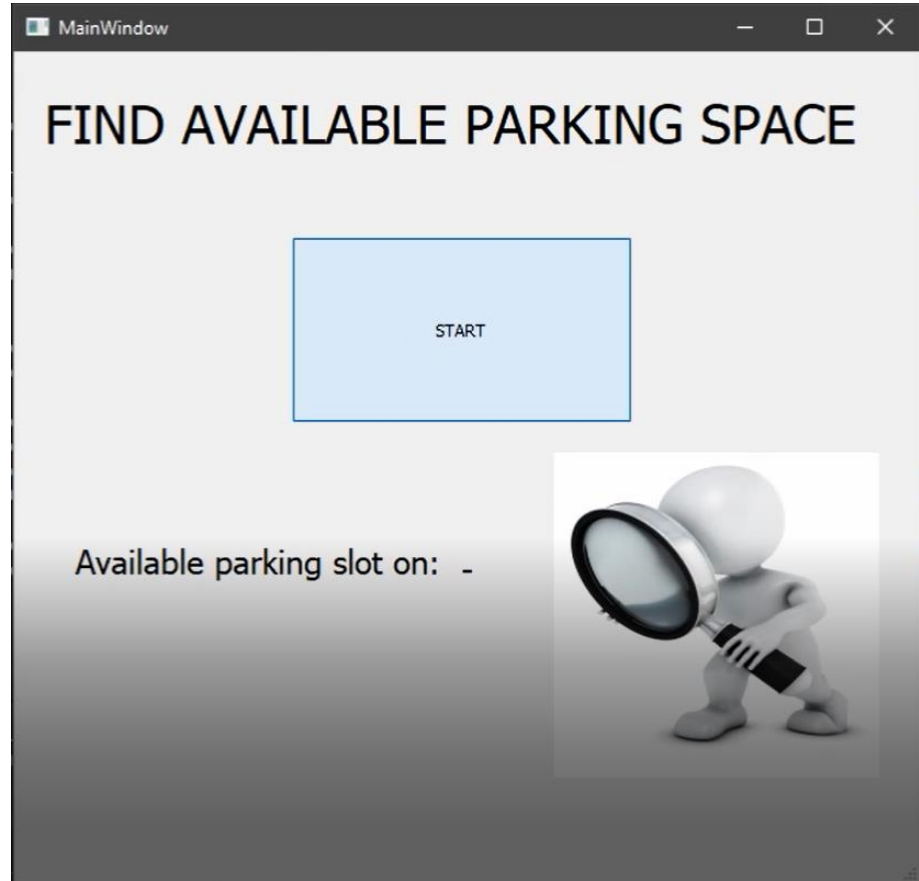 MainWindow
FIND AVAILABLE PARKING SPACE
START
Available parking slot on: -